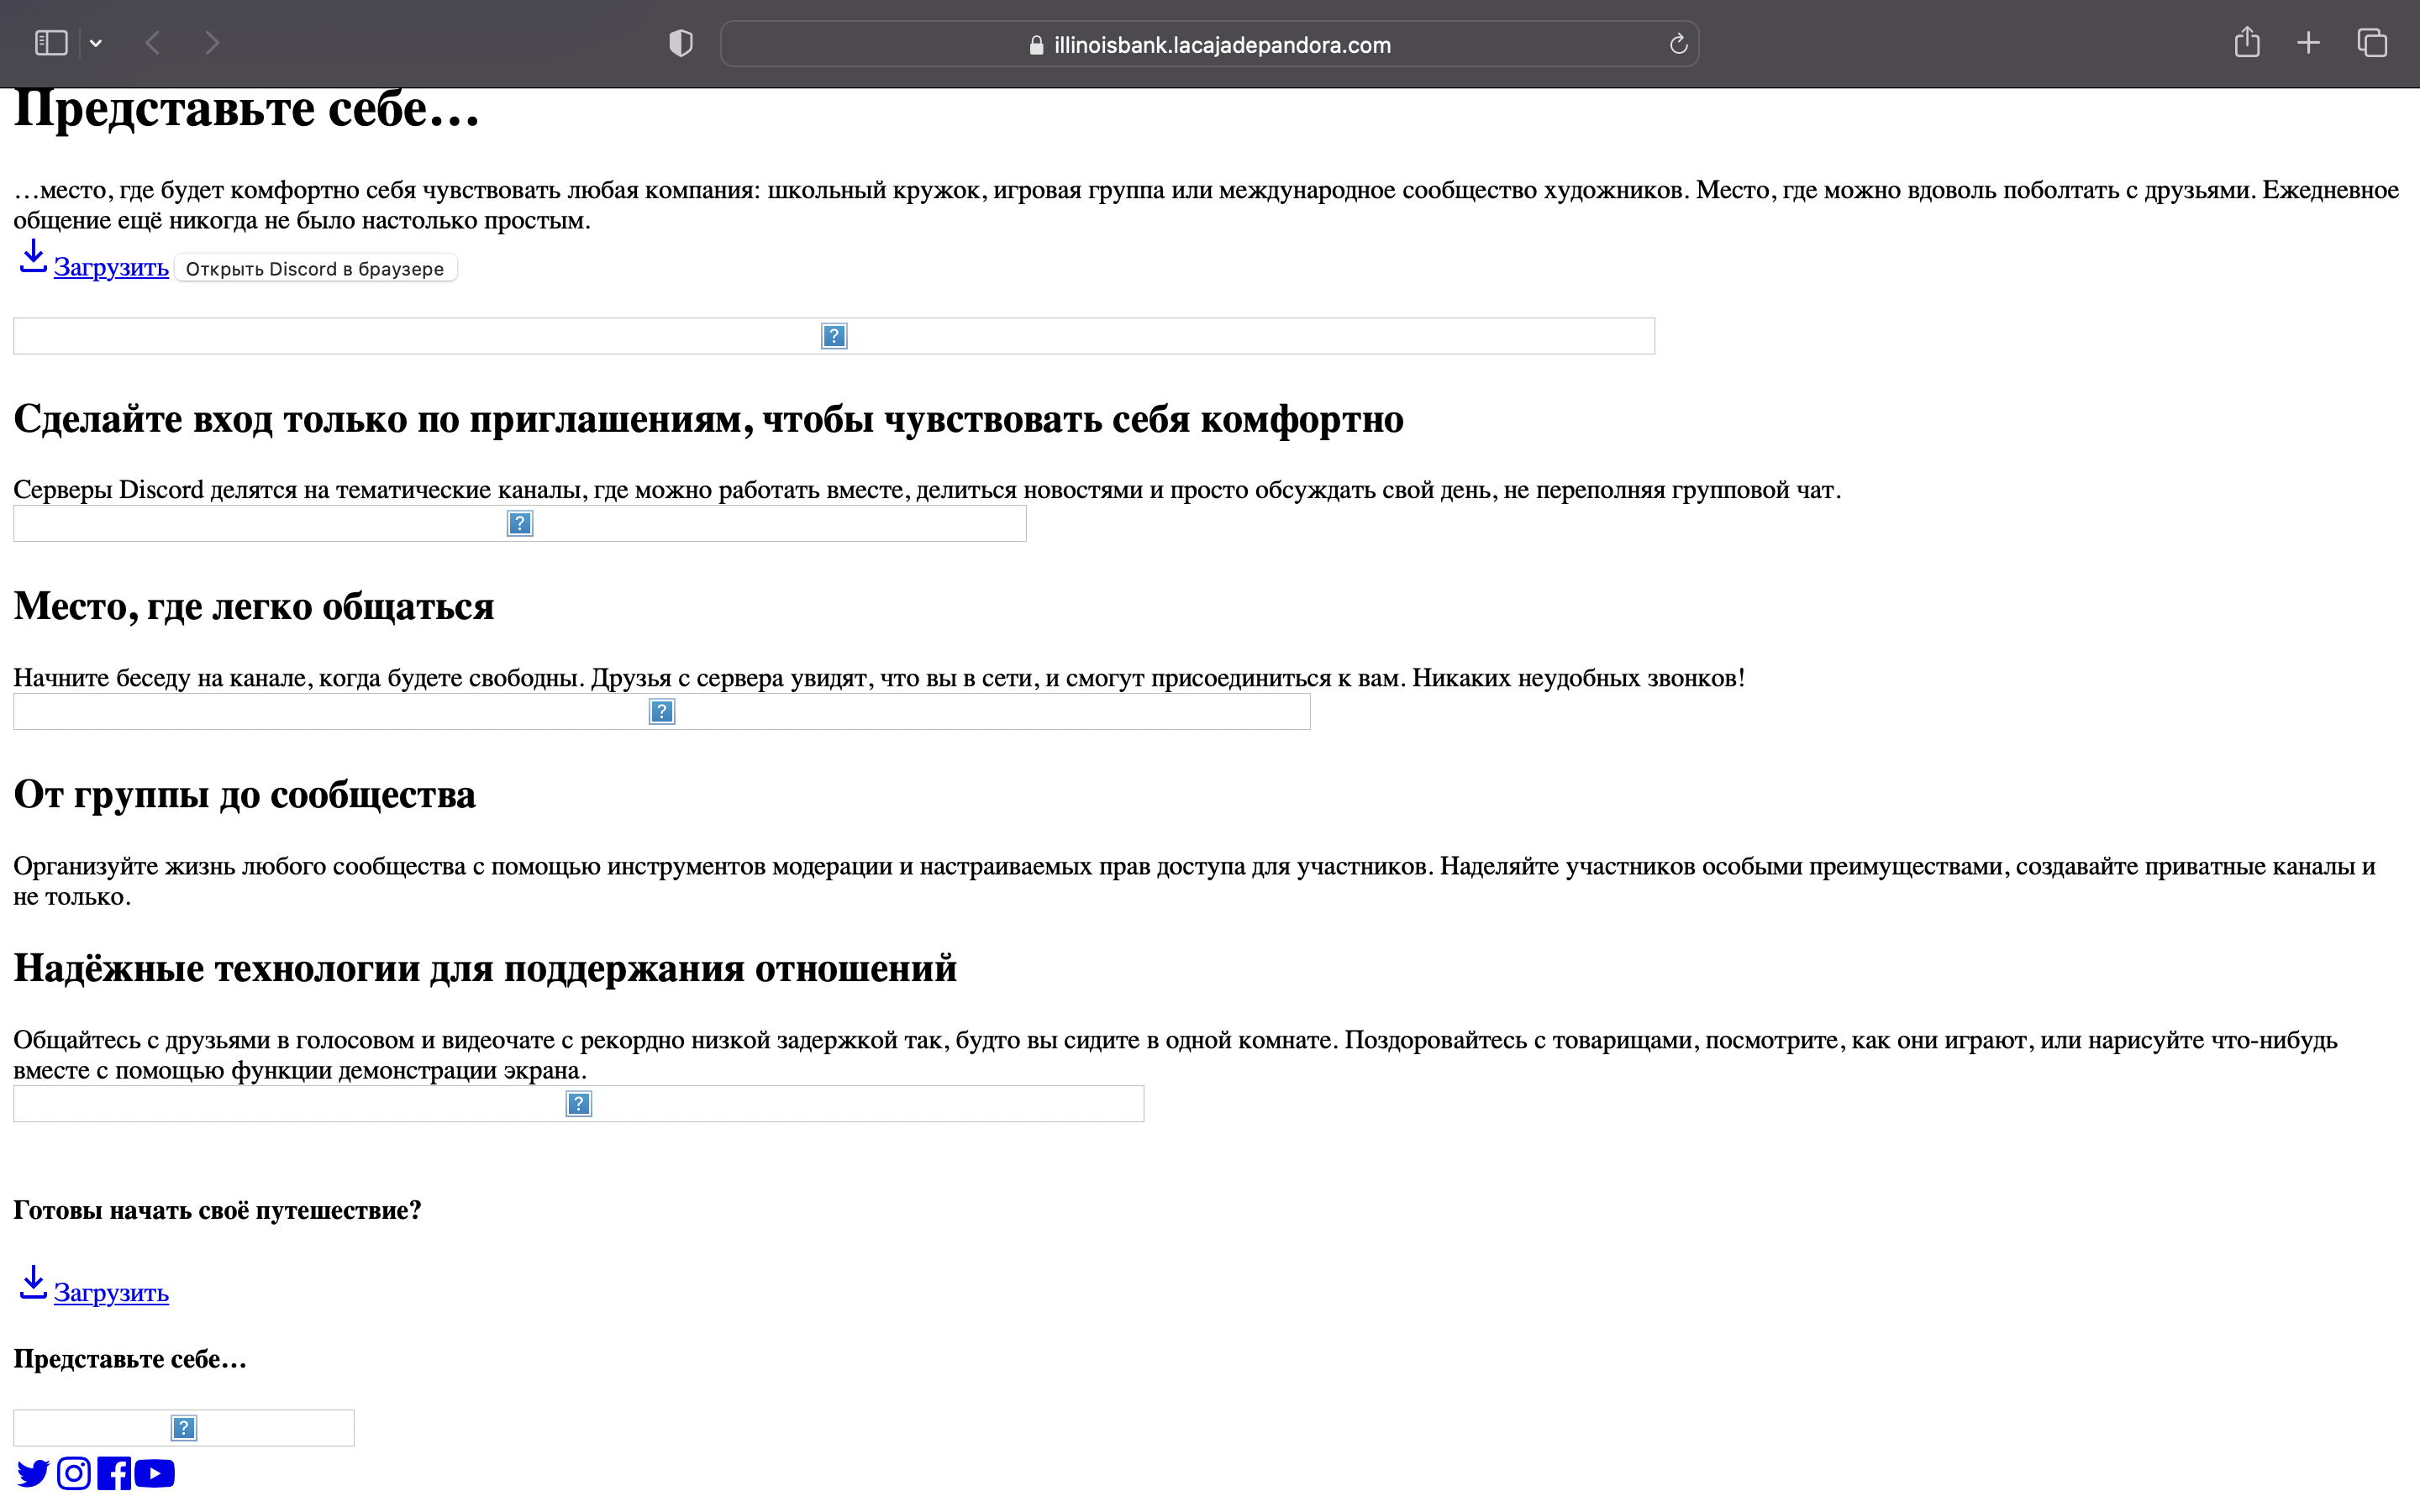 illinoisbank.lacajadepandora.com
Представьте себе…
…место, где будет комфортно себя чувствовать любая компания: школьный кружок, игровая группа или международное сообщество художников. Место, где можно вдоволь поболтать с друзьями. Ежедневное
общение ещё никогда не было настолько простым.
Загрузить Открыть Discord в браузере
Сделайте вход только по приглашениям, чтобы чувствовать себя комфортно
Серверы Discord делятся на тематические каналы, где можно работать вместе, делиться новостями и просто обсуждать свой день, не переполняя групповой чат.
Место, где легко общаться
Начните беседу на канале, когда будете свободны. Друзья с сервера увидят, что вы в сети, и смогут присоединиться к вам. Никаких неудобных звонков!
От группы до сообщества
Организуйте жизнь любого сообщества с помощью инструментов модерации и настраиваемых прав доступа для участников. Наделяйте участников особыми преимуществами, создавайте приватные каналы и
не только.
Надёжные технологии для поддержания отношений
Общайтесь с друзьями в голосовом и видеочате с рекордно низкой задержкой так, будто вы сидите в одной комнате. Поздоровайтесь с товарищами, посмотрите, как они играют, или нарисуйте что-нибудь
вместе с помощью функции демонстрации экрана.
Готовы начать своё путешествие?
Загрузить
Представьте себе…